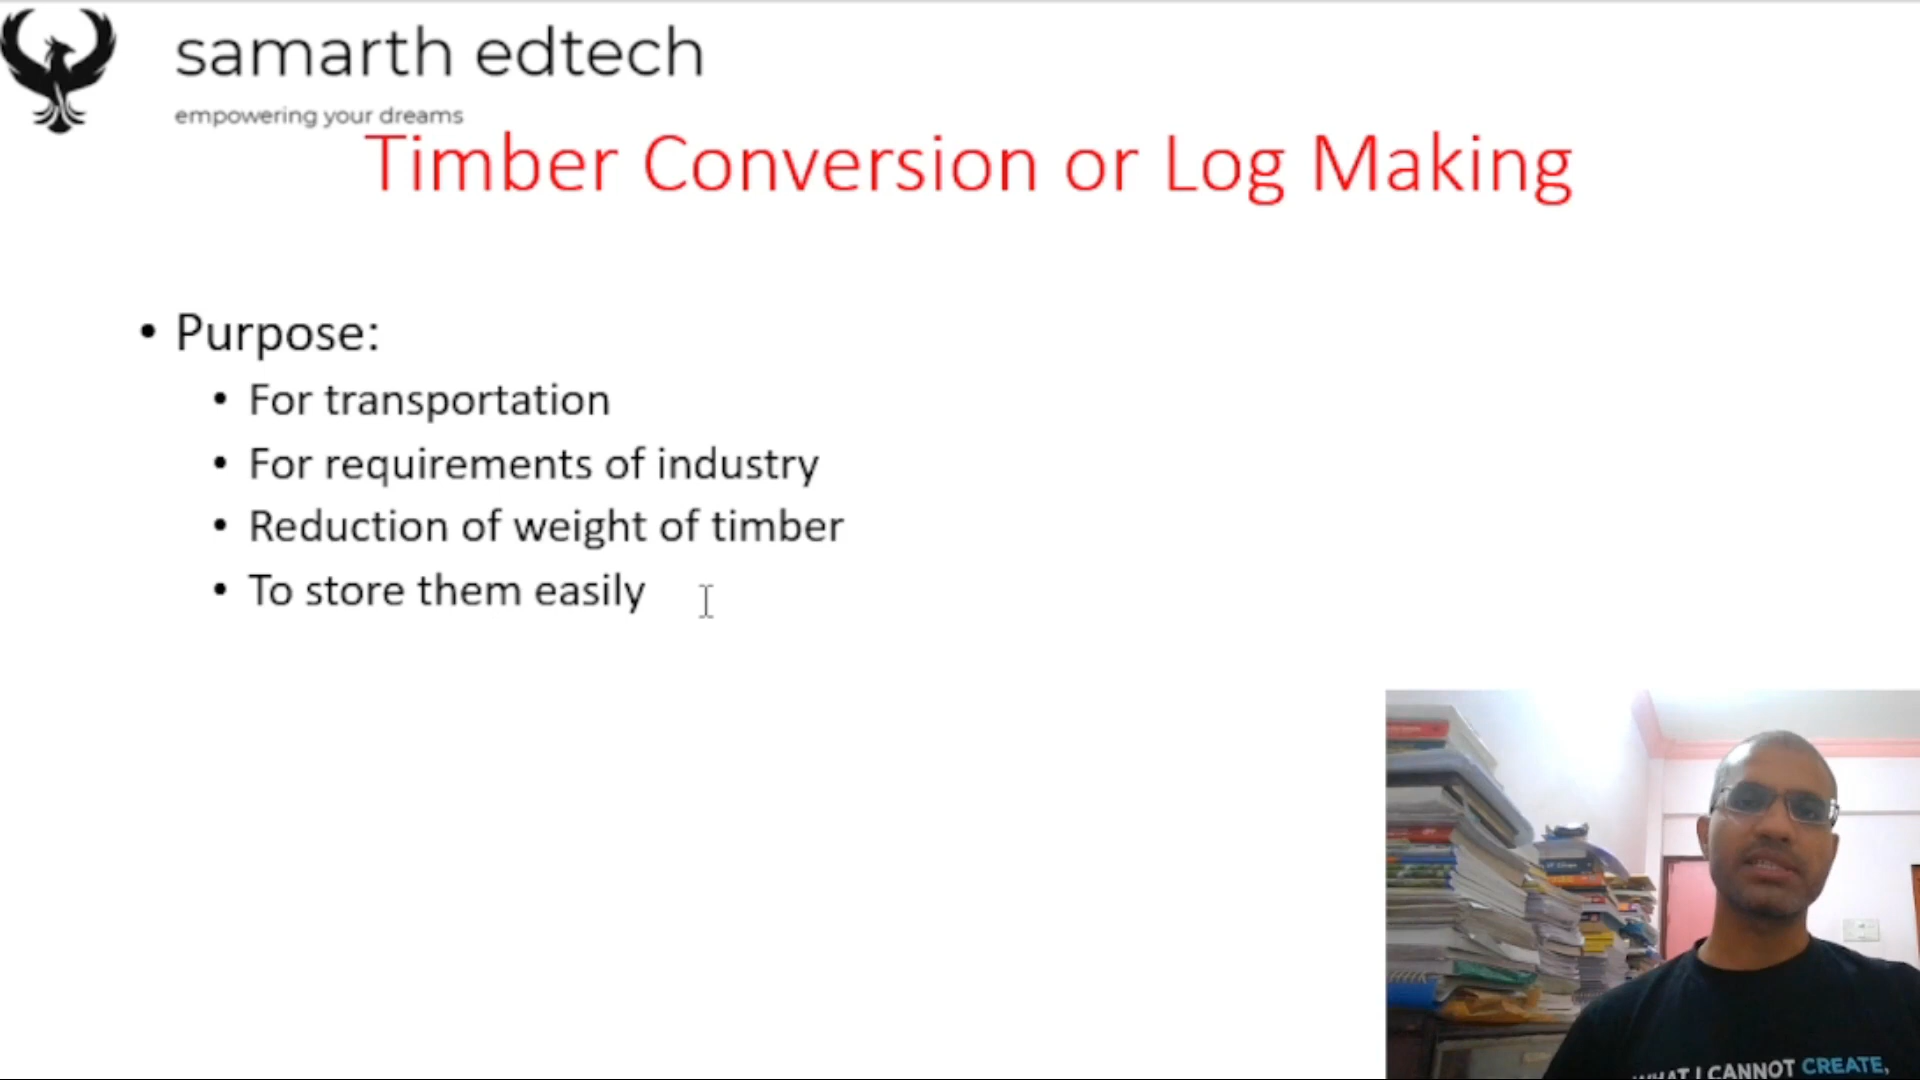 samarth edtech
empowering your dreams
Timber Conversion or Log Making
• Purpose:
• For transportation
• For requirements of industry
• Reduction of weight of timber
• To store them easily
WHAT I CANNOT CREATE,